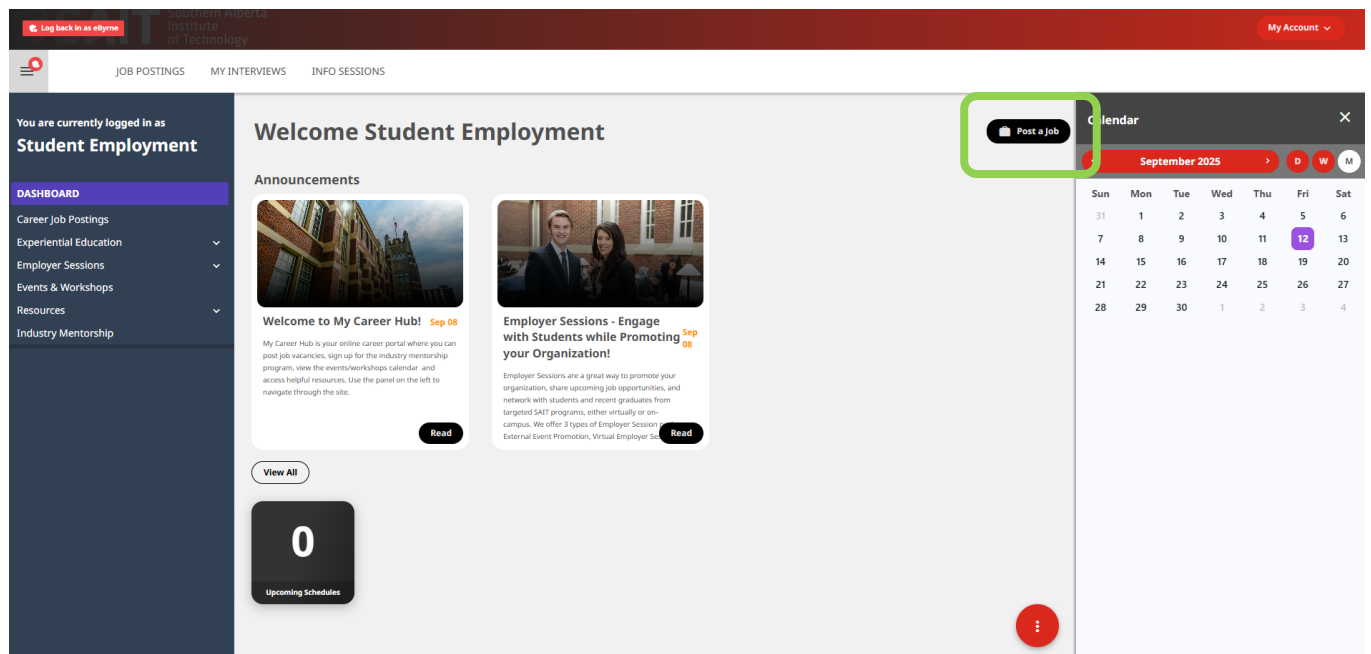 Log back in as eByrne
SAIT
Southern Alberta
Institute
of Technology
My Account
JOB POSTINGS
MY INTERVIEWS
INFO SESSIONS
You are currently logged in as
Student Employment
DASHBOARD
Career Job Postings
Experiential Education
Employer Sessions
Events & Workshops
Resources
Industry Mentorship
Welcome Student Employment
Post a Job
Announcements
Welcome to My Career Hub! Sep 08
My Career Hub is your online career portal where you can
post job vacancies, sign up for the industry mentorship
program, view the events/workshops calendar and
access helpful resources. Use the panel on the left to
navigate through the site.
Read
Employer Sessions - Engage
with Students while Promoting
your Organization!
Sep
08
Employer Sessions are a great way to promote your
organization, share upcoming job opportunities, and
network with students and recent graduates from
targeted SAIT programs, either virtually or on-
campus. We offer 3 types of Employer Session
External Event Promotion, Virtual Employer
Read
View All
0
Upcoming Schedules
Calendar
September 2025
D W M
Sun Mon Tue Wed Thu Fri Sat
31 1 2 3 4 5 6
7 8 9 10 11 12 13
14 15 16 17 18 19 20
21 22 23 24 25 26 27
28 29 30 1 2 3 4